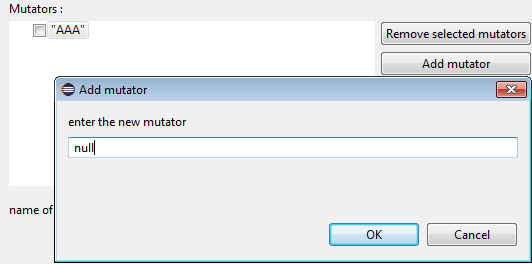 Mutators :
"AAA"
Remove selected mutators
Add mutator
Add mutator
enter the new mutator
null
name of
OK
Cancel